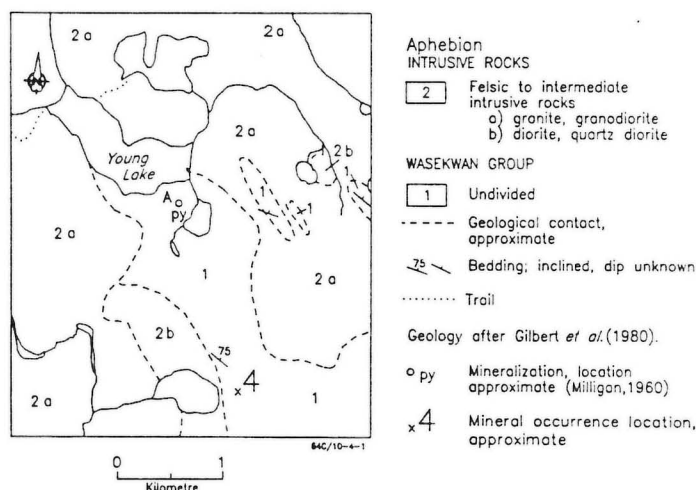 2a
2a
N
2a
2b
1
1
Young
Lake
1
1
A
py
2a
1
2a
2b
75
4
2a
1
64C/10-4-1
0 1
Kilometre
Aphebian
INTRUSIVE ROCKS
2 Felsic to intermediate
intrusive rocks
a) granite, granodiorite
b) diorite, quartz diorite
WASEKWAN GROUP
1 Undivided
Geological contact,
approximate
75 Bedding; inclined, dip unknown
Trail
Geology after Gilbert et al.(1980).
py Mineralization, location
approximate (Milligan,1960)
x4 Mineral occurrence location,
approximate